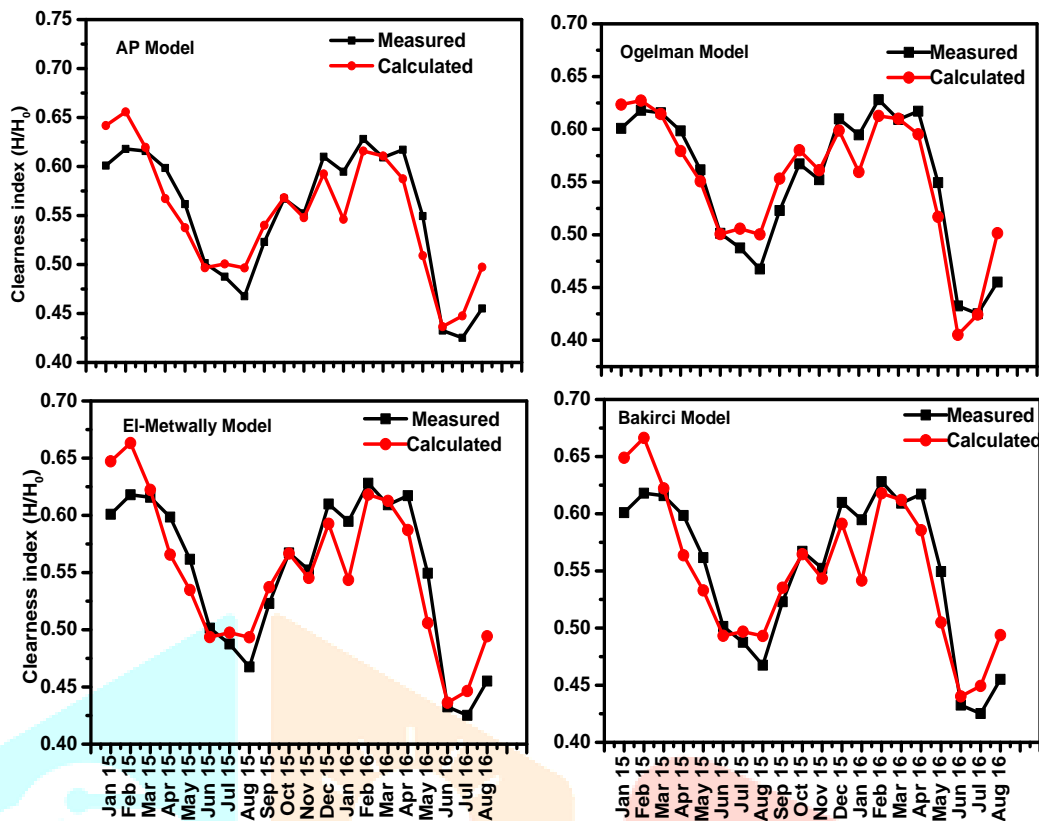 AP Model
Measured
Calculated
Clearness index (H/H₀)
0.75
0.70
0.65
0.60
0.55
0.50
0.45
0.40
Ogelman Model
Measured
Calculated
0.70
0.65
0.60
0.55
0.50
0.45
0.40
El-Metwally Model
Measured
Calculated
Clearness index (H/H₀)
0.70
0.65
0.60
0.55
0.50
0.45
0.40
Jan 15
Feb 15
Mar 15
Apr 15
May 15
Jun 15
Jul 15
Aug 15
Sep 15
Oct 15
Nov 15
Dec 15
Jan 16
Feb 16
Mar 16
Apr 16
May 16
Jun 16
Jul 16
Aug 16
Bakirci Model
Measured
Calculated
0.70
0.65
0.60
0.55
0.50
0.45
0.40
Jan 15
Feb 15
Mar 15
Apr 15
May 15
Jun 15
Jul 15
Aug 15
Sep 15
Oct 15
Nov 15
Dec 15
Jan 16
Feb 16
Mar 16
Apr 16
May 16
Jun 16
Jul 16
Aug 16